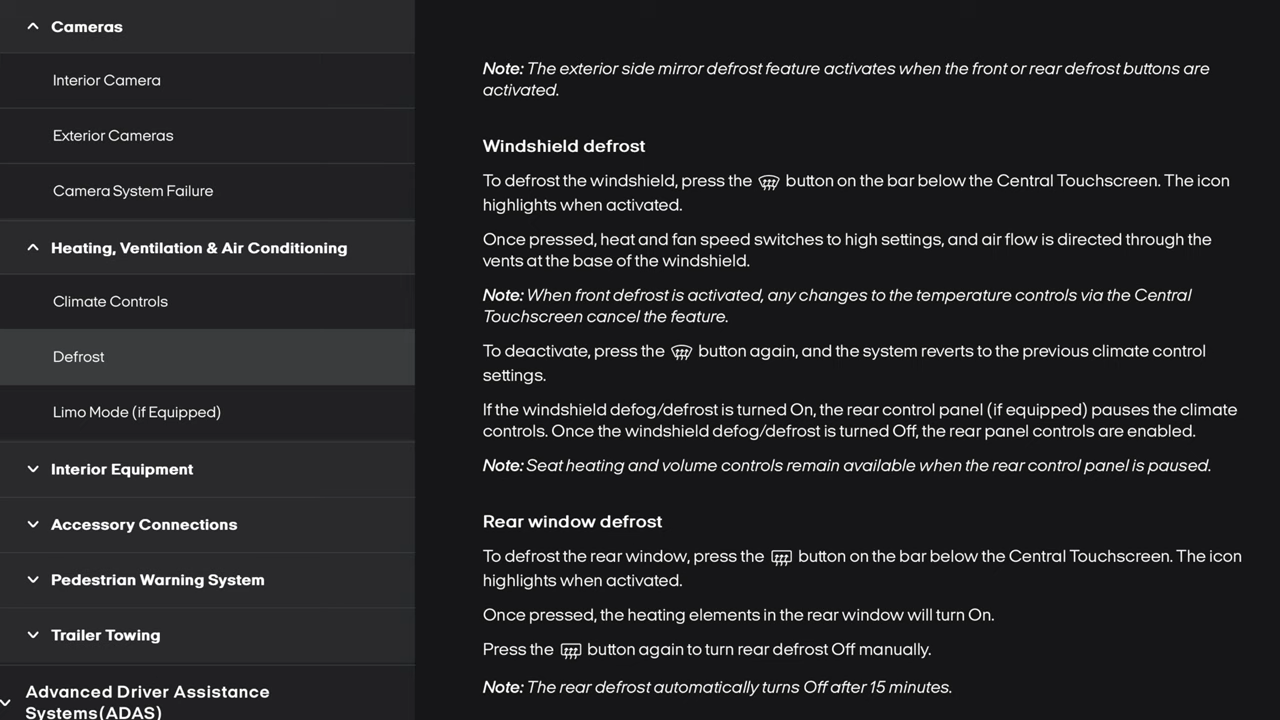 Cameras
Interior Camera
Exterior Cameras
Camera System Failure
Heating, Ventilation & Air Conditioning
Climate Controls
Defrost
Limo Mode (if Equipped)
Interior Equipment
Accessory Connections
Pedestrian Warning System
Trailer Towing
Advanced Driver Assistance
Systems(ADAS)
Note: The exterior side mirror defrost feature activates when the front or rear defrost buttons are
activated.
Windshield defrost
To defrost the windshield, press the button on the bar below the Central Touchscreen. The icon
highlights when activated.
Once pressed, heat and fan speed switches to high settings, and air flow is directed through the
vents at the base of the windshield.
Note: When front defrost is activated, any changes to the temperature controls via the Central
Touchscreen cancel the feature.
To deactivate, press the button again, and the system reverts to the previous climate control
settings.
If the windshield defog/defrost is turned On, the rear control panel (if equipped) pauses the climate
controls. Once the windshield defog/defrost is turned Off, the rear panel controls are enabled.
Note: Seat heating and volume controls remain available when the rear control panel is paused.
Rear window defrost
To defrost the rear window, press the button on the bar below the Central Touchscreen. The icon
highlights when activated.
Once pressed, the heating elements in the rear window will turn On.
Press the button again to turn rear defrost Off manually.
Note: The rear defrost automatically turns Off after 15 minutes.